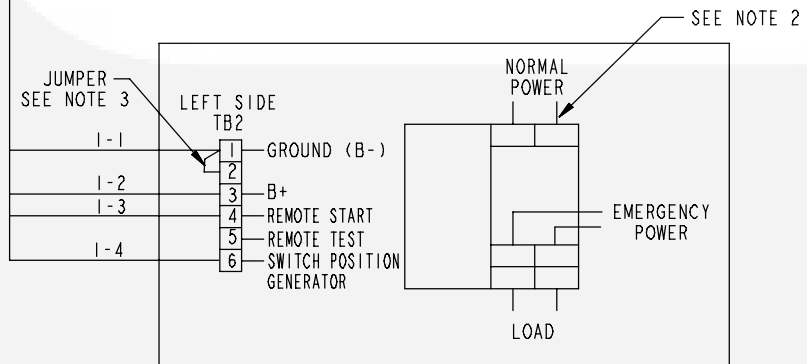 SEE NOTE 2
NORMAL
POWER
JUMPER
SEE NOTE 3
LEFT SIDE
TB2
1-1
1 GROUND (B-)
2
1-2
3 B+
1-3
4 REMOTE START
5 REMOTE TEST
1-4
6 SWITCH POSITION
GENERATOR
EMERGENCY
POWER
LOAD